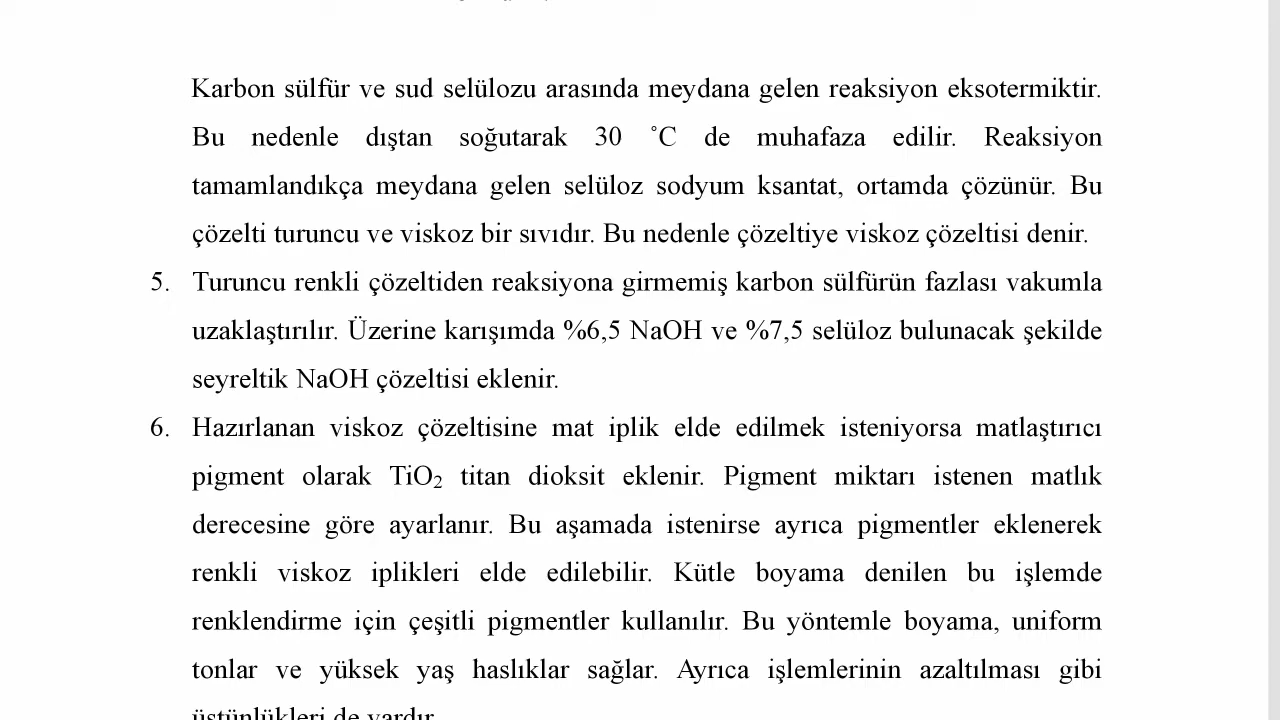 Karbon sülfür ve sud selülozu arasında meydana gelen reaksiyon eksotermiktir.
Bu nedenle dıştan soğutarak 30 ˚C de muhafaza edilir. Reaksiyon
tamamlandıkça meydana gelen selüloz sodyum ksantat, ortamda çözünür. Bu
çözelti turuncu ve viskoz bir sıvıdır. Bu nedenle çözeltiye viskoz çözeltisi denir.
5. Turuncu renkli çözeltiden reaksiyona girmemiş karbon sülfürün fazlası vakumla
uzaklaştırılır. Üzerine karışımda %6,5 NaOH ve %7,5 selüloz bulunacak şekilde
seyreltik NaOH çözeltisi eklenir.
6. Hazırlanan viskoz çözeltisine mat iplik elde edilmek isteniyorsa matlaştırıcı
pigment olarak TiO₂ titan dioksit eklenir. Pigment miktarı istenen matlık
derecesine göre ayarlanır. Bu aşamada istenirse ayrıca pigmentler eklenerek
renkli viskoz iplikleri elde edilebilir. Kütle boyama denilen bu işlemde
renklendirme için çeşitli pigmentler kullanılır. Bu yöntemle boyama, uniform
tonlar ve yüksek yaş haslıklar sağlar. Ayrıca işlemlerinin azaltılması gibi
üstünlükleri de vardır.